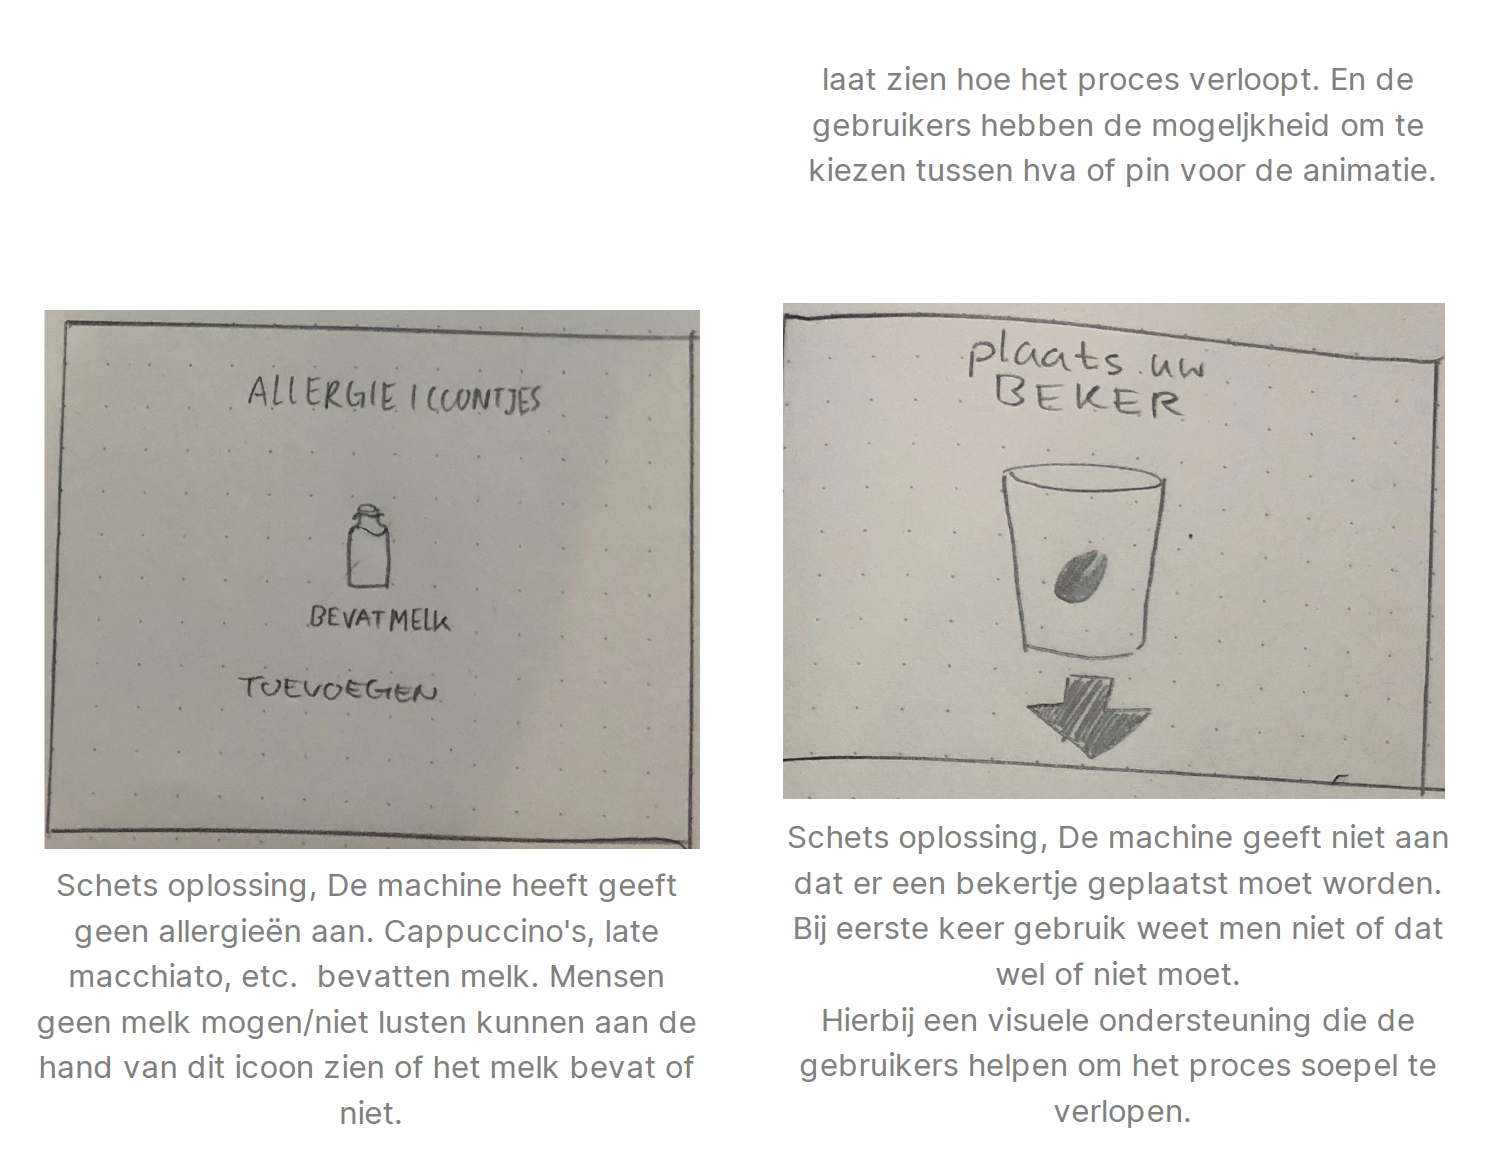 laat zien hoe het proces verloopt. En de
gebruikers hebben de mogeljkheid om te
kiezen tussen hva of pin voor de animatie.
ALLERGIE ICCONTJES
BEVAT MELK
TOEVOEGEN
Schets oplossing, De machine heeft geeft
geen allergieën aan. Cappuccino's, late
macchiato, etc.  bevatten melk. Mensen
geen melk mogen/niet lusten kunnen aan de
hand van dit icoon zien of het melk bevat of
niet.
plaats uw
BEKER
Schets oplossing, De machine geeft niet aan
dat er een bekertje geplaatst moet worden.
Bij eerste keer gebruik weet men niet of dat
wel of niet moet.
Hierbij een visuele ondersteuning die de
gebruikers helpen om het proces soepel te
verlopen.